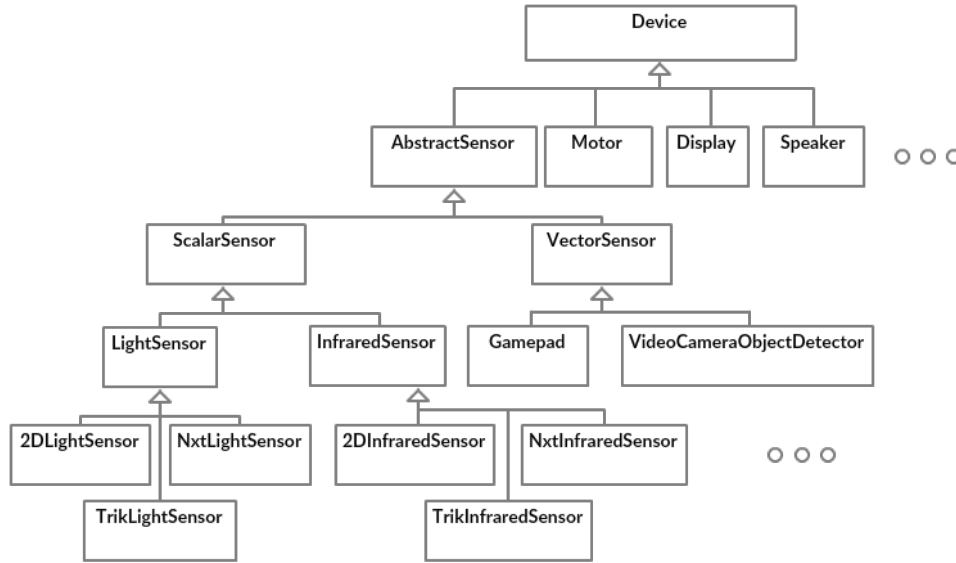 Device
AbstractSensor
Motor
Display
Speaker
ScalarSensor
VectorSensor
LightSensor
InfraredSensor
Gamepad
VideoCameraObjectDetector
2DLightSensor
NxtLightSensor
2DInfraredSensor
NxtInfraredSensor
TrikLightSensor
TrikInfraredSensor